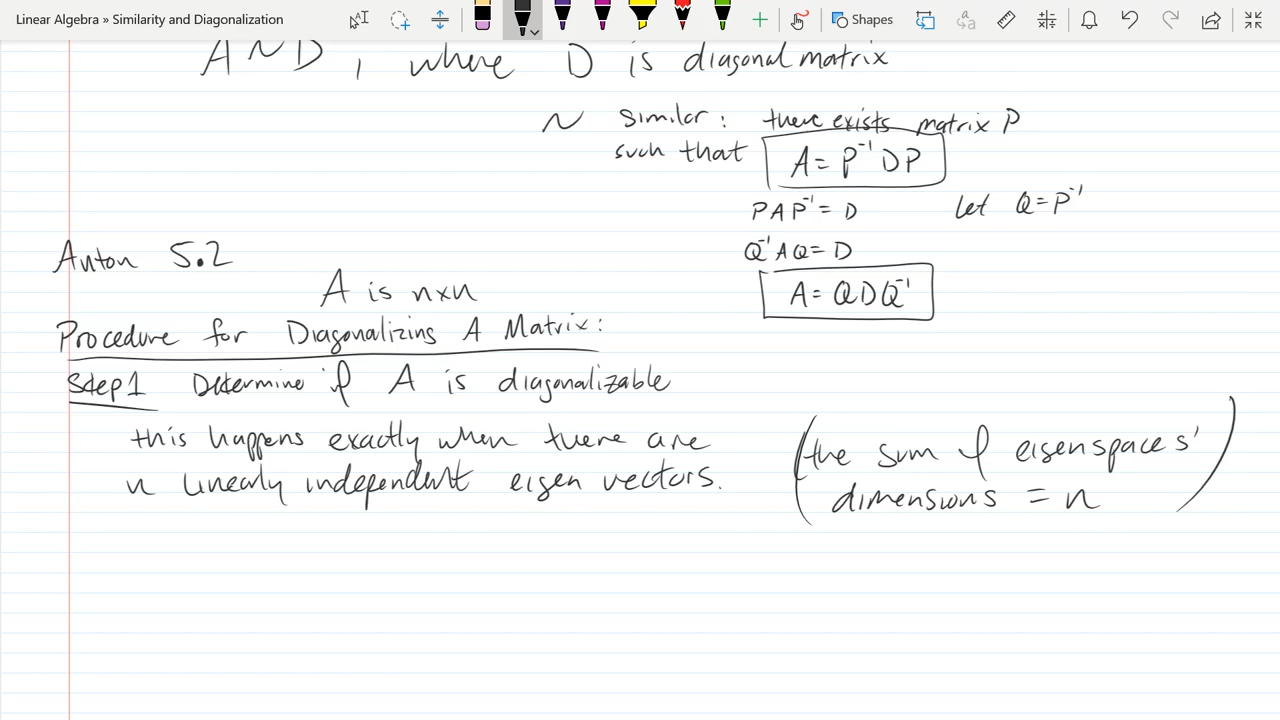 Linear Algebra » Similarity and Diagonalization
Shapes
A~D, where D is diagonal matrix
~ similar: there exists matrix P
such that A = P⁻¹DP
PAP⁻¹ = D let Q = P⁻¹
Q⁻¹AQ = D
A = QDQ⁻¹
Anton 5.2
A is n×n
Procedure for Diagonalizing A Matrix:
Step 1 Determine if A is diagonalizable
this happens exactly when there are
n linearly independent eigen vectors.
(the sum of eigenspaces'
dimensions = n)